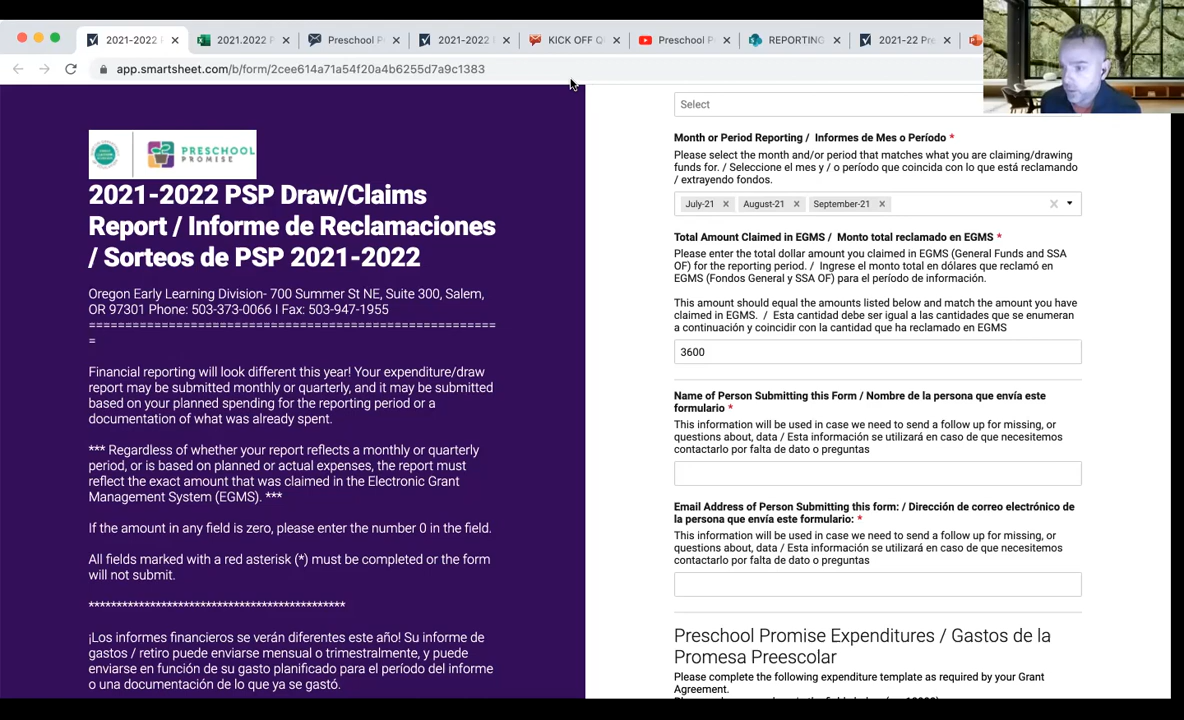 2021-2022
2021.2022 P
Preschool P
2021-2022
KICK OFF Q
Preschool P
REPORTING
2021-22 Pre
app.smartsheet.com/b/form/2cee614a71a54f20a4b6255d7a9c1383
PRESCHOOL
PROMISE
2021-2022 PSP Draw/Claims
Report / Informe de Reclamaciones
/ Sorteos de PSP 2021-2022
Oregon Early Learning Division- 700 Summer St NE, Suite 300, Salem,
OR 97301 Phone: 503-373-0066 I Fax: 503-947-1955
=====================================================
=
Financial reporting will look different this year! Your expenditure/draw
report may be submitted monthly or quarterly, and it may be submitted
based on your planned spending for the reporting period or a
documentation of what was already spent.
*** Regardless of whether your report reflects a monthly or quarterly
period, or is based on planned or actual expenses, the report must
reflect the exact amount that was claimed in the Electronic Grant
Management System (EGMS). ***
If the amount in any field is zero, please enter the number 0 in the field.
All fields marked with a red asterisk (*) must be completed or the form
will not submit.
********************************************
¡Los informes financieros se verán diferentes este año! Su informe de
gastos / retiro puede enviarse mensual o trimestralmente, y puede
enviarse en función de su gasto planificado para el período del informe
o una documentación de lo que ya se gastó.
Select
Month or Period Reporting / Informes de Mes o Período *
Please select the month and/or period that matches what you are claiming/drawing
funds for. / Seleccione el mes y / o período que coincida con lo que está reclamando
/ extrayendo fondos.
July-21 × August-21 × September-21 ×
Total Amount Claimed in EGMS / Monto total reclamado en EGMS *
Please enter the total dollar amount you claimed in EGMS (General Funds and SSA
OF) for the reporting period. / Ingrese el monto total en dólares que reclamó en
EGMS (Fondos General y SSA OF) para el período de información.
This amount should equal the amounts listed below and match the amount you have
claimed in EGMS. / Esta cantidad debe ser igual a las cantidades que se enumeran
a continuación y coincidir con la cantidad que ha reclamado en EGMS
3600
Name of Person Submitting this Form / Nombre de la persona que envía este
formulario *
This information will be used in case we need to send a follow up for missing, or
questions about, data / Esta información se utilizará en caso de que necesitemos
contactarlo por falta de dato o preguntas
Email Address of Person Submitting this form: / Dirección de correo electrónico de
la persona que envía este formulario: *
This information will be used in case we need to send a follow up for missing, or
questions about, data / Esta información se utilizará en caso de que necesitemos
contactarlo por falta de dato o preguntas
Preschool Promise Expenditures / Gastos de la
Promesa Preescolar
Please complete the following expenditure template as required by your Grant
Agreement.